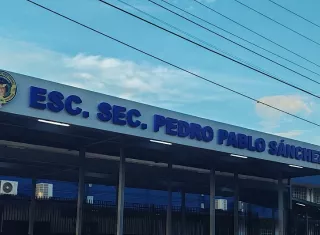 ESC. SEC. PEDRO PABLO SÁNCHEZ